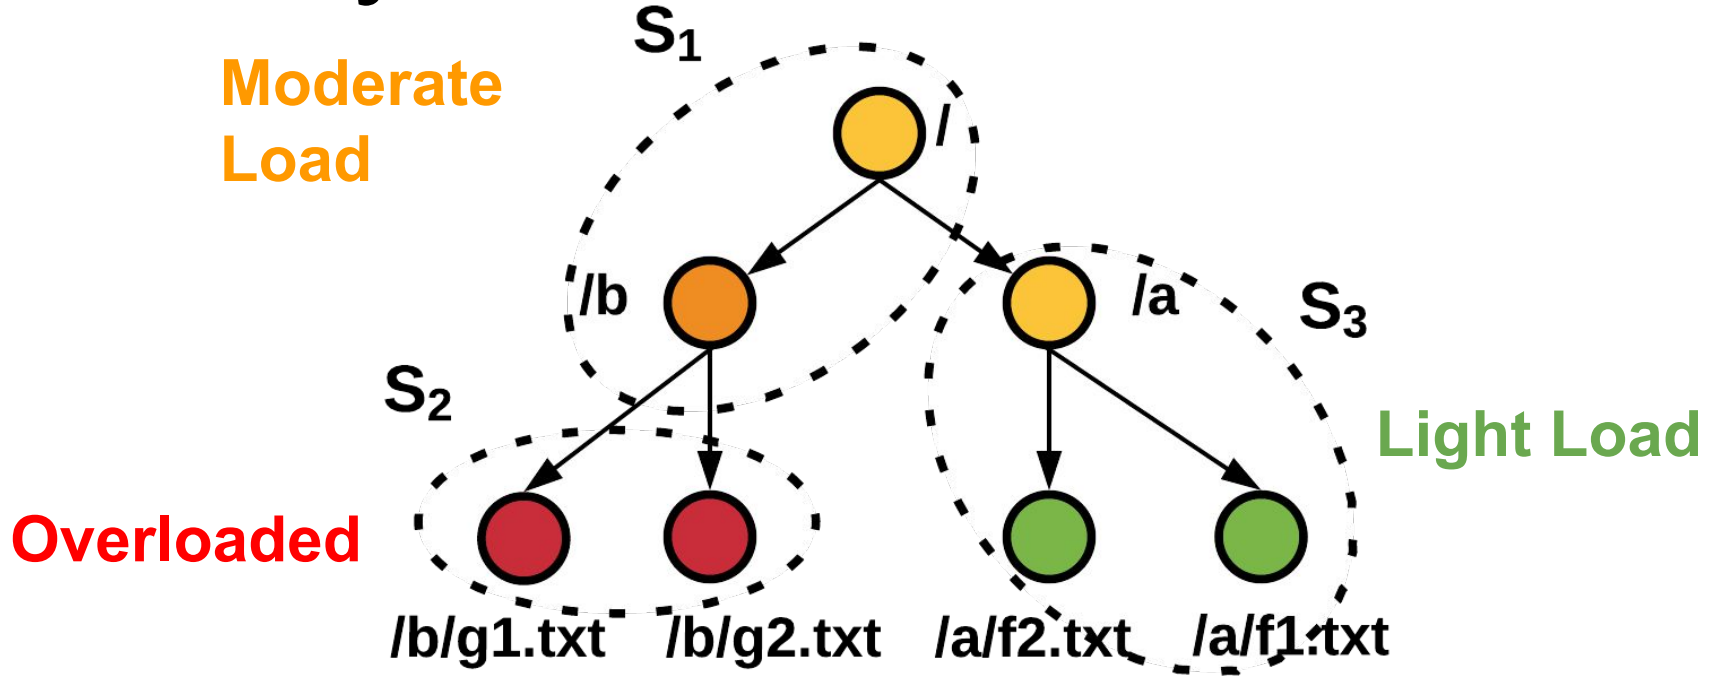 S1
Moderate
Load
/
/b
/a
S3
S2
Light Load
Overloaded
/b/g1.txt
/b/g2.txt
/a/f2.txt
/a/f1.txt